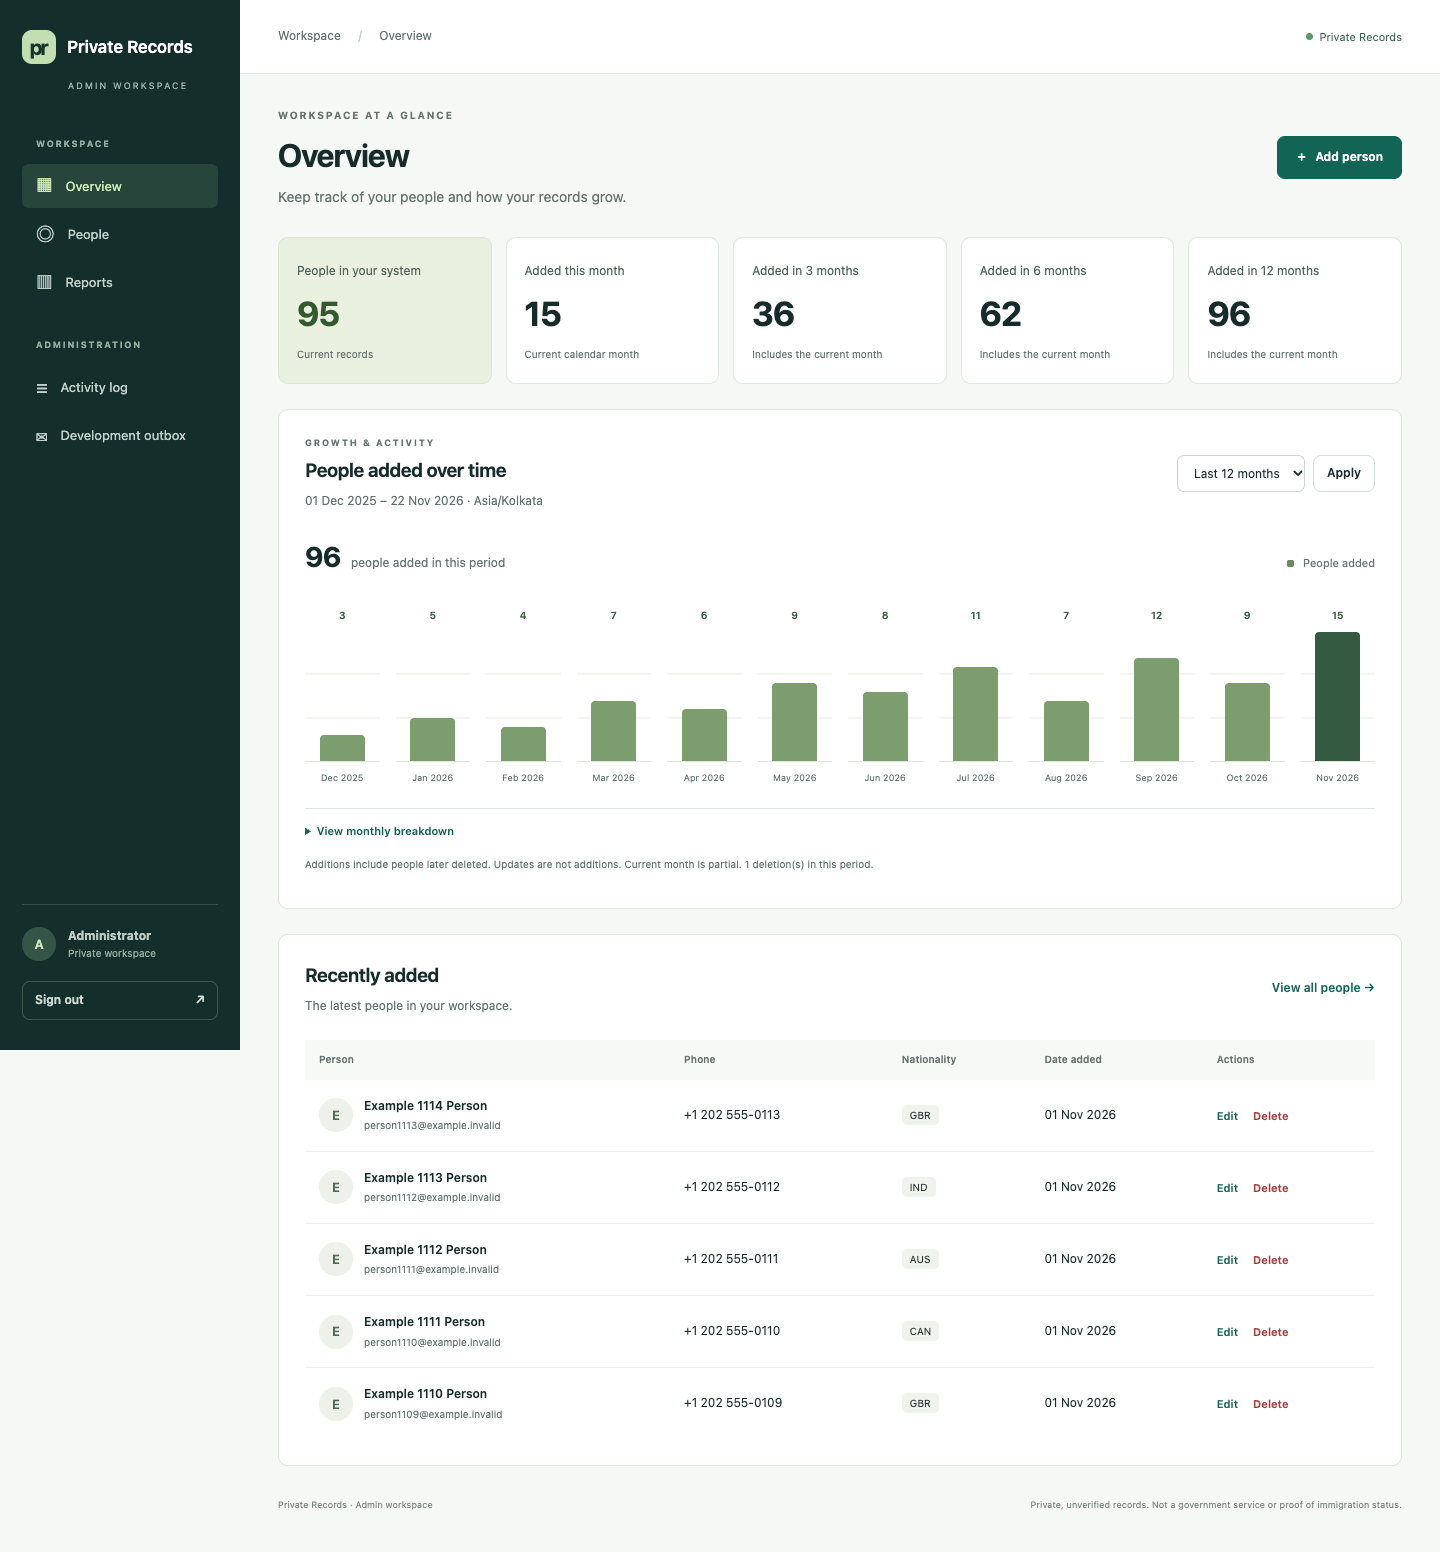 pr Private Records
ADMIN WORKSPACE
WORKSPACE
Overview
People
Reports
ADMINISTRATION
Activity log
Development outbox
A Administrator
Private workspace
Sign out
Workspace / Overview
Private Records
WORKSPACE AT A GLANCE
Overview
Keep track of your people and how your records grow.
+ Add person
People in your system
95
Current records
Added this month
15
Current calendar month
Added in 3 months
36
Includes the current month
Added in 6 months
62
Includes the current month
Added in 12 months
96
Includes the current month
GROWTH & ACTIVITY
People added over time
01 Dec 2025 – 22 Nov 2026 · Asia/Kolkata
Last 12 months
Apply
96 people added in this period
People added
3 5 4 7 6 9 8 11 7 12 9 15
Dec 2025 Jan 2026 Feb 2026 Mar 2026 Apr 2026 May 2026 Jun 2026 Jul 2026 Aug 2026 Sep 2026 Oct 2026 Nov 2026
View monthly breakdown
Additions include people later deleted. Updates are not additions. Current month is partial. 1 deletion(s) in this period.
Recently added
The latest people in your workspace.
View all people →
Person Phone Nationality Date added Actions
E Example 1114 Person +1 202 555-0113 GBR 01 Nov 2026 Edit Delete
person1113@example.invalid
E Example 1113 Person +1 202 555-0112 IND 01 Nov 2026 Edit Delete
person1112@example.invalid
E Example 1112 Person +1 202 555-0111 AUS 01 Nov 2026 Edit Delete
person1111@example.invalid
E Example 1111 Person +1 202 555-0110 CAN 01 Nov 2026 Edit Delete
person1110@example.invalid
E Example 1110 Person +1 202 555-0109 GBR 01 Nov 2026 Edit Delete
person1109@example.invalid
Private Records · Admin workspace
Private, unverified records. Not a government service or proof of immigration status.